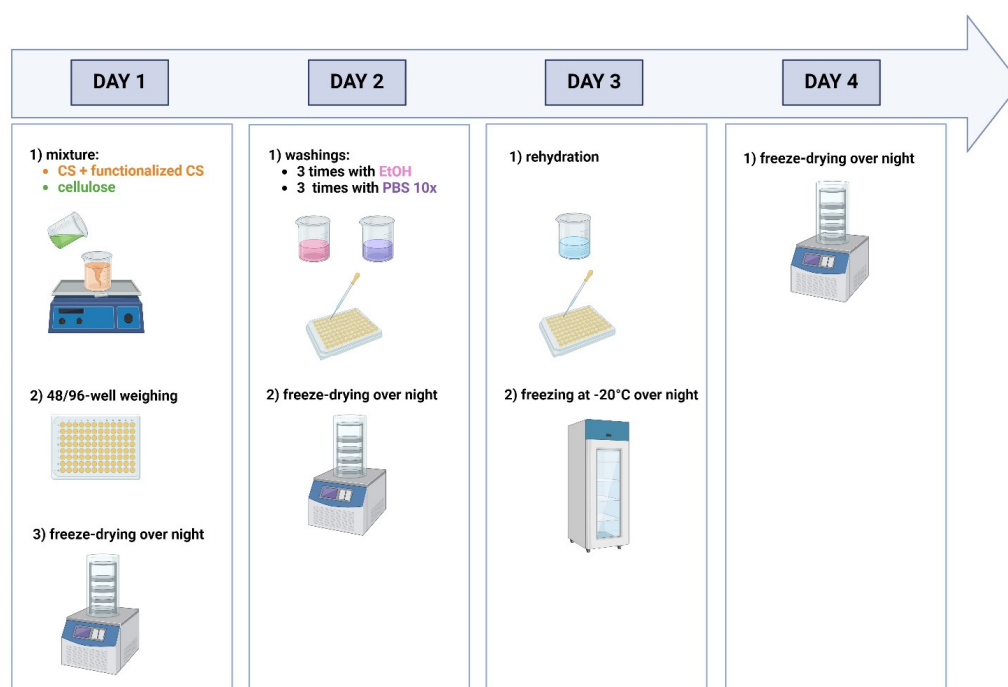 DAY 1
DAY 2
DAY 3
DAY 4
1) mixture:
• CS + functionalized CS
• cellulose
2) 48/96-well weighing
3) freeze-drying over night
1) washings:
• 3 times with EtOH
• 3 times with PBS 10x
2) freeze-drying over night
1) rehydration
2) freezing at -20°C over night
1) freeze-drying over night